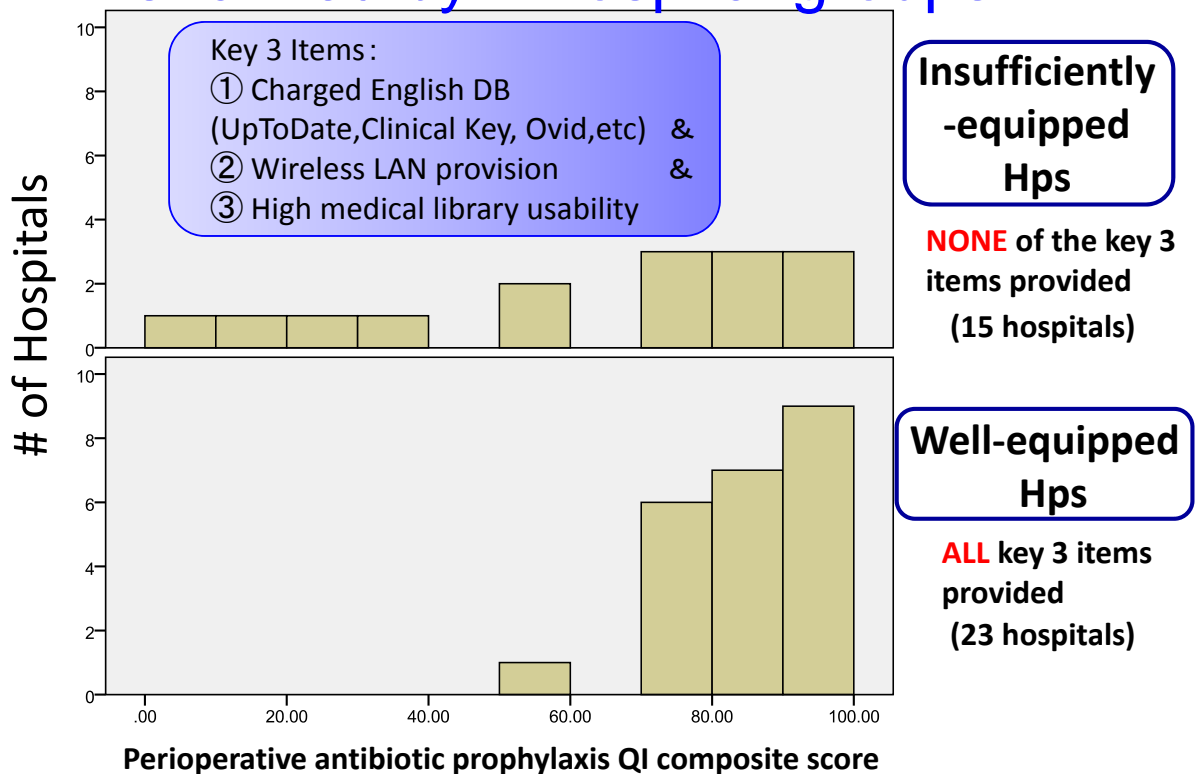 Key 3 Items :
① Charged English DB
(UpToDate,Clinical Key, Ovid,etc) &
② Wireless LAN provision &
③ High medical library usability
Insufficiently
-equipped
Hps
NONE of the key 3
items provided
(15 hospitals)
# of Hospitals
10
8
6
4
2
0
10
8
6
4
2
0
Well-equipped
Hps
ALL key 3 items
provided
(23 hospitals)
.00 20.00 40.00 60.00 80.00 100.00
Perioperative antibiotic prophylaxis QI composite score